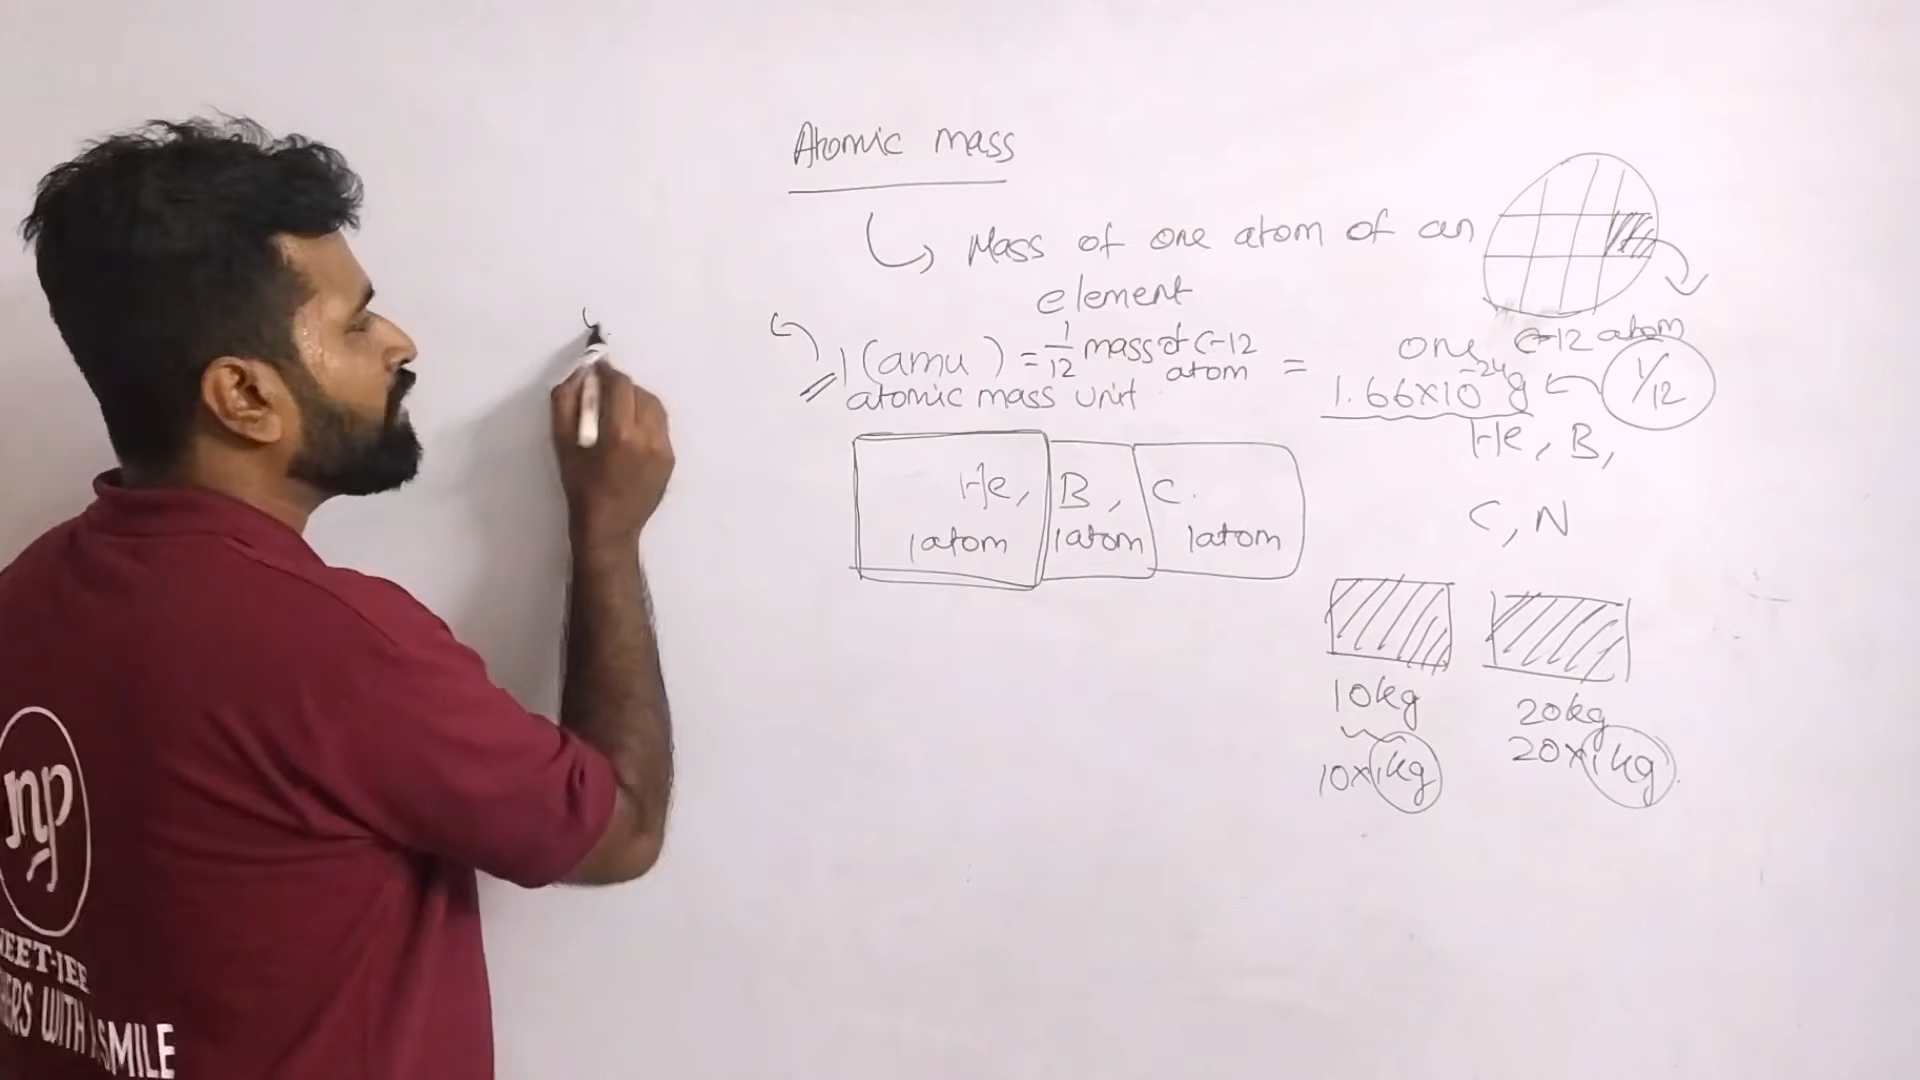 Atomic mass
Mass of one atom of an
element
1 (amu) = 1/12 mass of C-12 atom = 1.66×10⁻²⁴g
atomic mass unit
one C-12 atom
1/12
He, B,
C, N
He, B, C.
1atom 1atom 1atom
10kg 20kg
10×1kg 20×1kg
np
NEET-JEE
WITH
SMILE